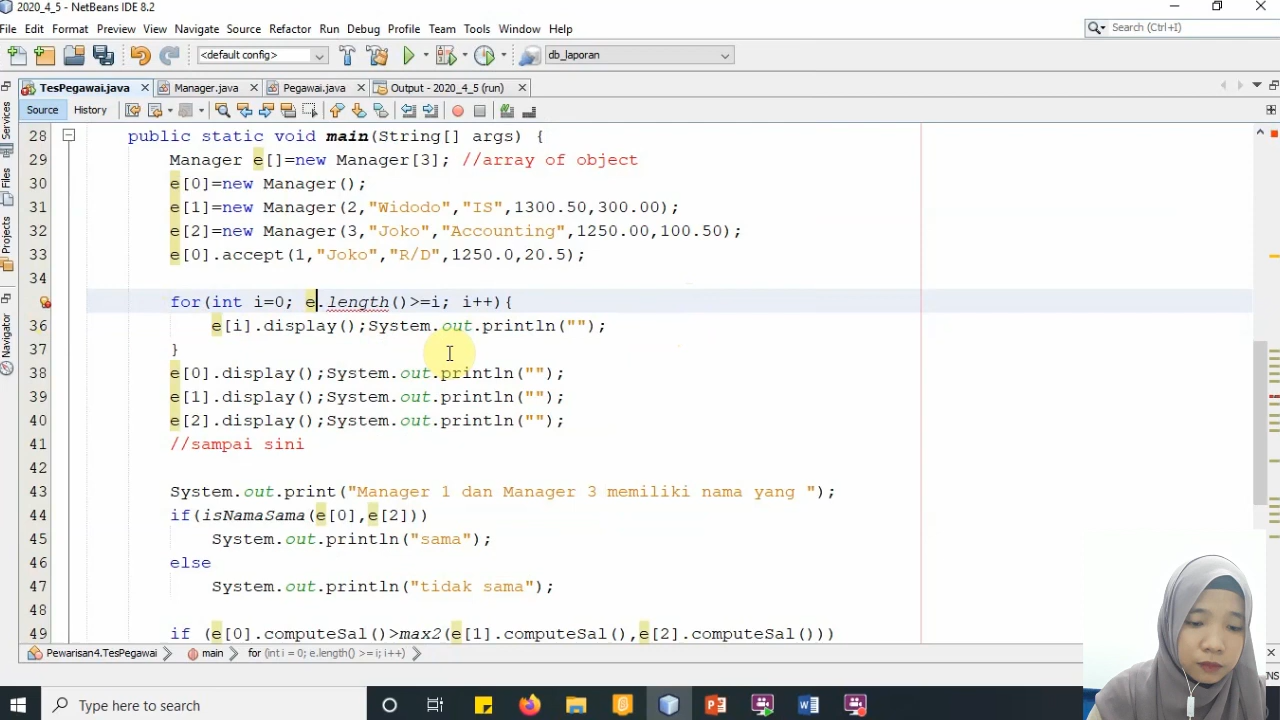 2020_4_5 - NetBeans IDE 8.2
File Edit Format Preview View Navigate Source Refactor Run Debug Profile Team Tools Window Help
Search (Ctrl+I)
<default config>
db_laporan
TesPegawai.java Manager.java Pegawai.java Output - 2020_4_5 (run)
Source History
Services
Files
Projects
Navigator
28 public static void main(String[] args) {
29 Manager e[]=new Manager[3]; //array of object
30 e[0]=new Manager();
31 e[1]=new Manager(2,"Widodo","IS",1300.50,300.00);
32 e[2]=new Manager(3,"Joko","Accounting",1250.00,100.50);
33 e[0].accept(1,"Joko","R/D",1250.0,20.5);
34
for(int i=0; e.length()>=i; i++){
36 e[i].display();System.out.println("");
37 }
38 e[0].display();System.out.println("");
39 e[1].display();System.out.println("");
40 e[2].display();System.out.println("");
41 //sampai sini
42
43 System.out.print("Manager 1 dan Manager 3 memiliki nama yang ");
44 if(isNamaSama(e[0],e[2]))
45 System.out.println("sama");
46 else
47 System.out.println("tidak sama");
48
49 if (e[0].computeSal()>max2(e[1].computeSal(),e[2].computeSal()))
Pewarisan4.TesPegawai main for (int i = 0; e.length() >= i; i++)
Type here to search